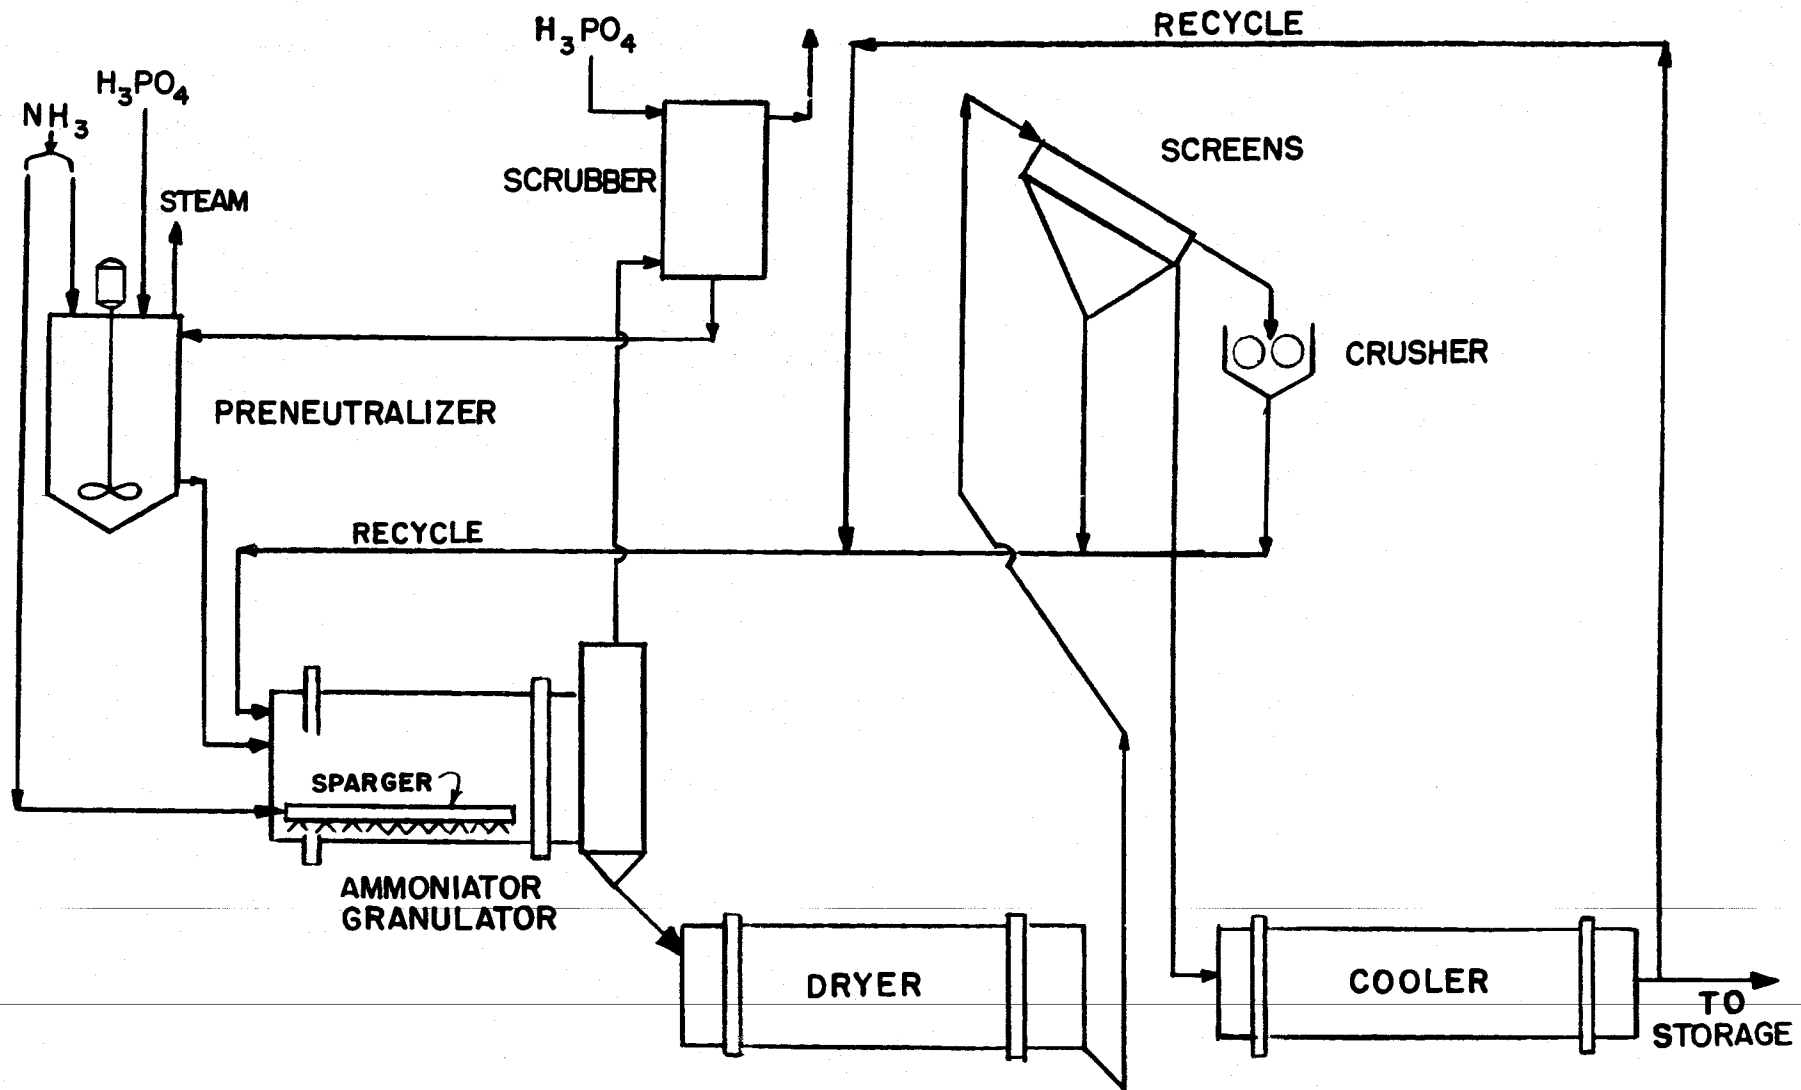 H₃PO₄
RECYCLE
H₃PO₄
NH₃
SCREENS
SCRUBBER
STEAM
CRUSHER
PRENEUTRALIZER
RECYCLE
SPARGER
AMMONIATOR
GRANULATOR
DRYER
COOLER
TO
STORAGE